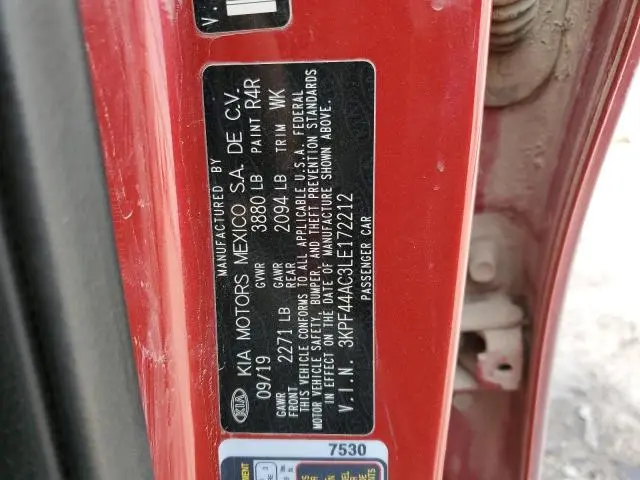 V.
MANUFACTURED BY
KIA KIA MOTORS MEXICO S.A. DE C.V.
09/19 GVWR 3880 LB PAINT R4R
GAWR FRONT 2271 LB GAWR REAR 2094 LB TRIM WK
THIS VEHICLE CONFORMS TO ALL APPLICABLE U.S.A. FEDERAL
MOTOR VEHICLE SAFETY, BUMPER, AND THEFT PREVENTION STANDARDS
IN EFFECT ON THE DATE OF MANUFACTURE SHOWN ABOVE.
V.I.N. 3KPF44AC3LE172212
PASSENGER CAR
7530